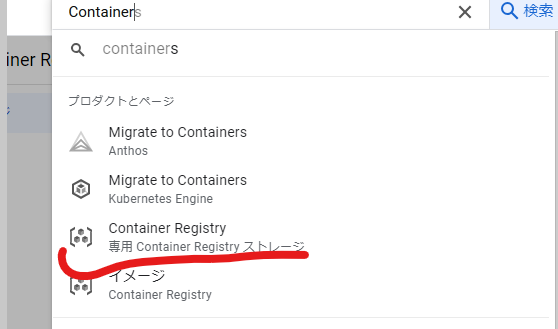 Container
検索
containers
iner R
プロダクトとページ
Migrate to Containers
Anthos
Migrate to Containers
Kubernetes Engine
Container Registry
専用 Container Registry ストレージ
イメージ
Container Registry